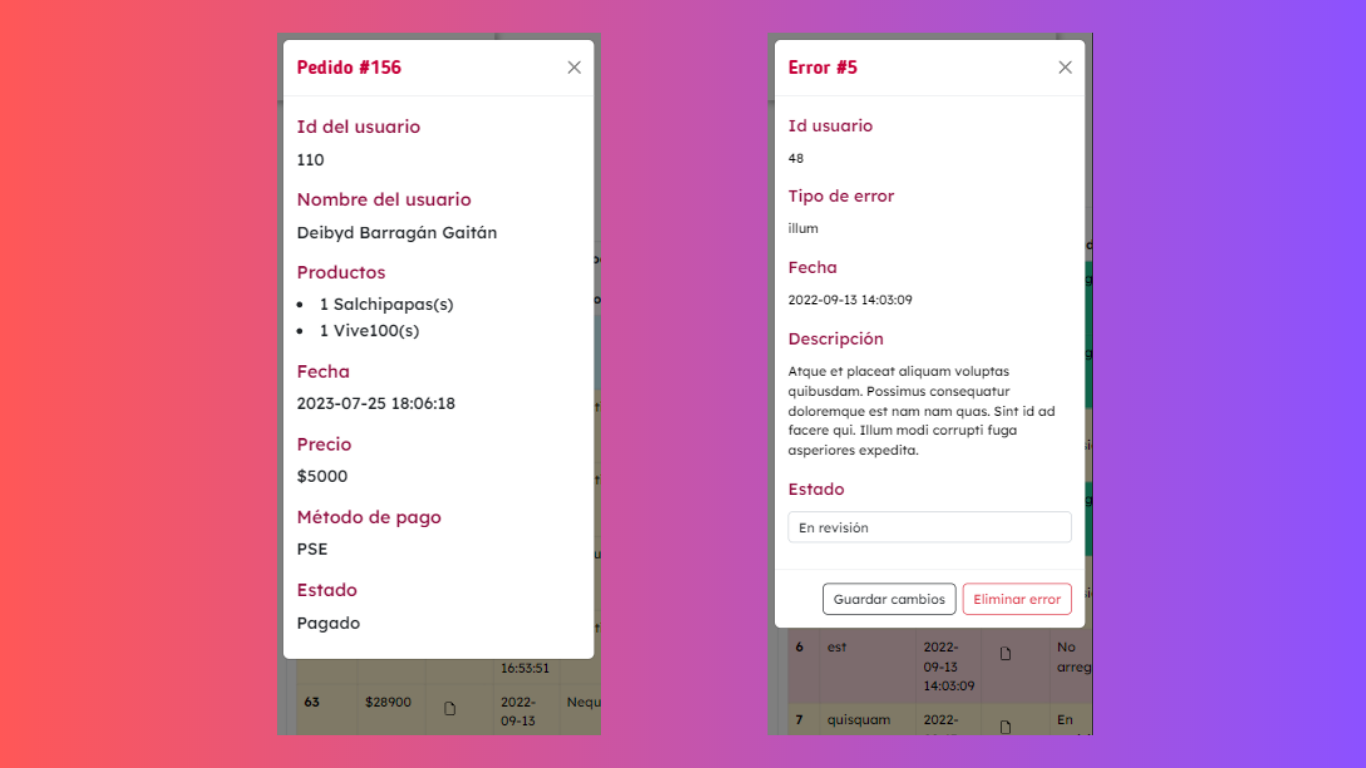 Pedido #156
Id del usuario
110
Nombre del usuario
Deibyd Barragán Gaitán
Productos
1 Salchipapas(s)
1 Vive100(s)
Fecha
2023-07-25 18:06:18
Precio
$5000
Método de pago
PSE
Estado
Pagado
16:53:51
63 $28900 2022-
09-13
Error #5
Id usuario
48
Tipo de error
illum
Fecha
2022-09-13 14:03:09
Descripción
Atque et placeat aliquam voluptas
quibusdam. Possimus consequatur
doloremque est nam nam quas. Sint id ad
facere qui. Illum modi corrupti fuga
asperiores expedita.
Estado
En revisión
Guardar cambios Eliminar error
6 est 2022- No
09-13
14:03:09
7 quisquam 2022- En